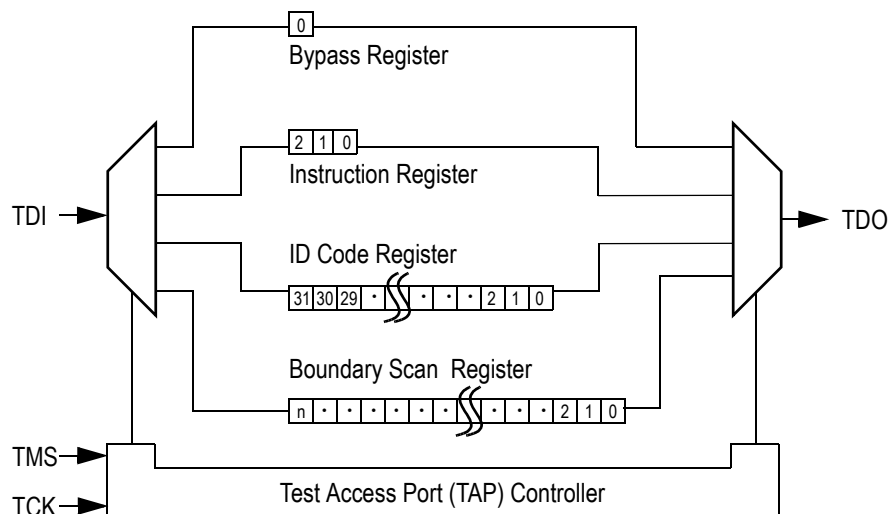 0
Bypass Register
2 1 0
Instruction Register
TDI
TDO
ID Code Register
31 30 29 · · · · 2 1 0
Boundary Scan Register
n · · · · · · · · · 2 1 0
TMS
Test Access Port (TAP) Controller
TCK